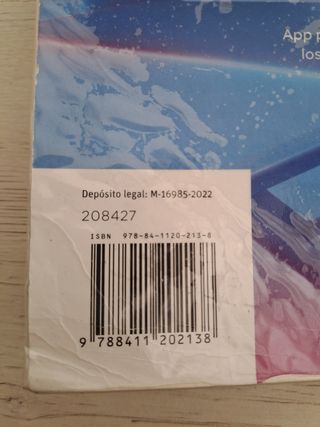 App p
los
Depósito legal: M-16985-2022
208427
ISBN 978-84-1120-213-8
9 788411 202138